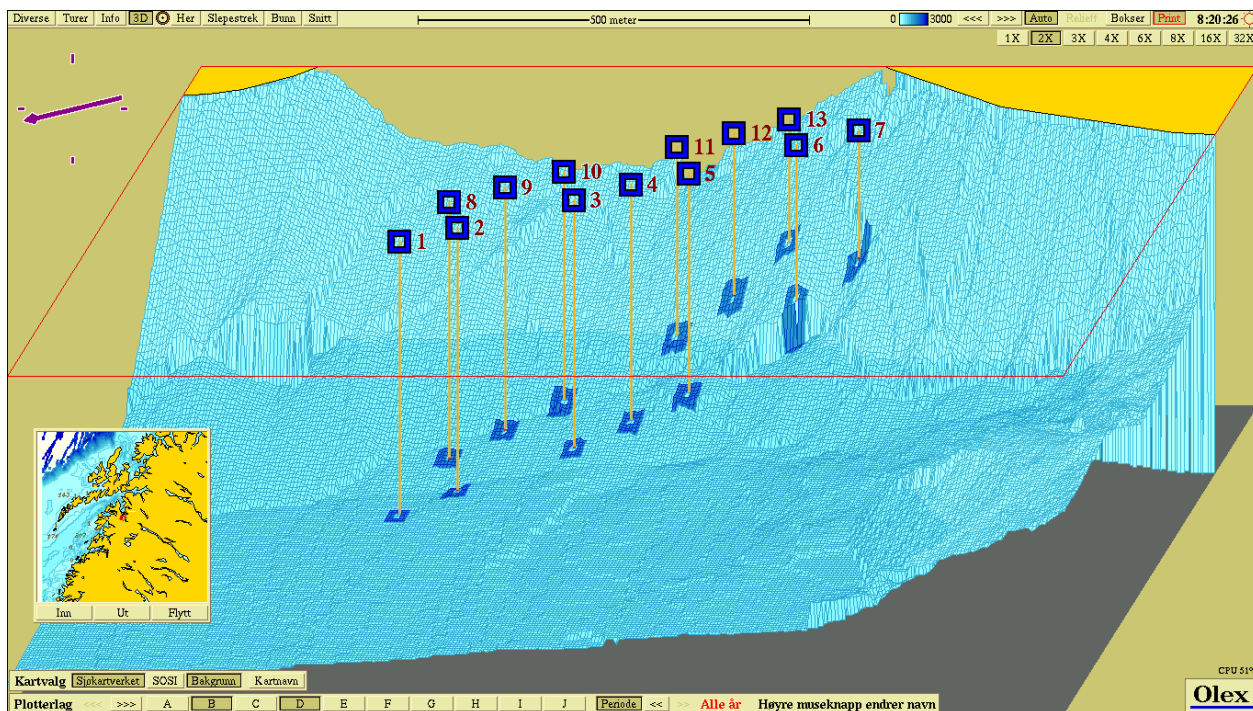 Diverse Turer Info 3D Her Slepestrek Bunn Snitt 500 meter 0 3000 <<< >>> Auto Relieff Bokser Print 8:20:26
1X 2X 3X 4X 6X 8X 16X 32X
13
12 7
11 6
10 5
9 4
8 3
2
1
Inn Ut Flytt
CPU 51°
Kartvalg Sjøkartverket SOSI Bakgrunn Kartnavn
Olex
Plotterlag <<< >>> A B C D E F G H I J Periode << >> Alle år Høyre museknapp endrer navn